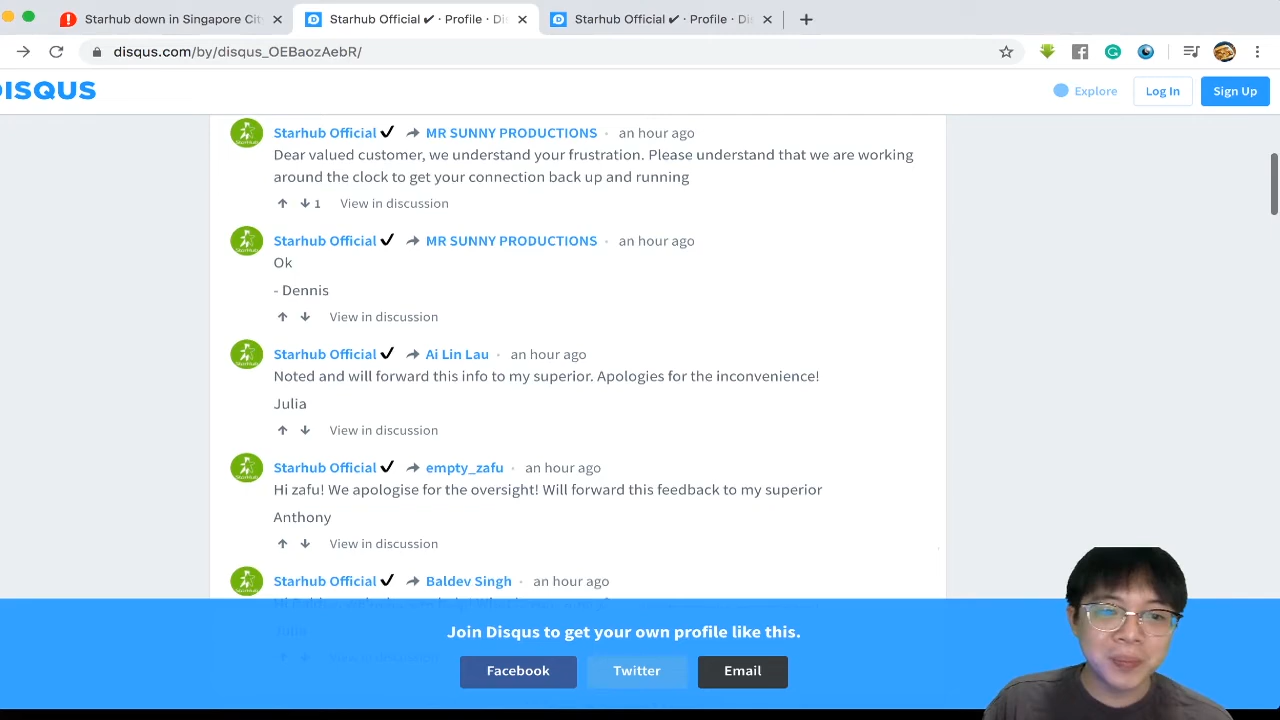 Starhub down in Singapore Cit
Starhub Official ✔ · Profile · Di
Starhub Official ✔ · Profile · Dis
disqus.com/by/disqus_OEBaozAebR/
DISQUS
Explore
Log In
Sign Up
Starhub Official ✔ MR SUNNY PRODUCTIONS · an hour ago
Dear valued customer, we understand your frustration. Please understand that we are working
around the clock to get your connection back up and running
1 View in discussion
Starhub Official ✔ MR SUNNY PRODUCTIONS · an hour ago
Ok
- Dennis
View in discussion
Starhub Official ✔ Ai Lin Lau · an hour ago
Noted and will forward this info to my superior. Apologies for the inconvenience!
Julia
View in discussion
Starhub Official ✔ empty_zafu · an hour ago
Hi zafu! We apologise for the oversight! Will forward this feedback to my superior
Anthony
View in discussion
Starhub Official ✔ Baldev Singh · an hour ago
Julia
View in discussion
Join Disqus to get your own profile like this.
Facebook
Twitter
Email